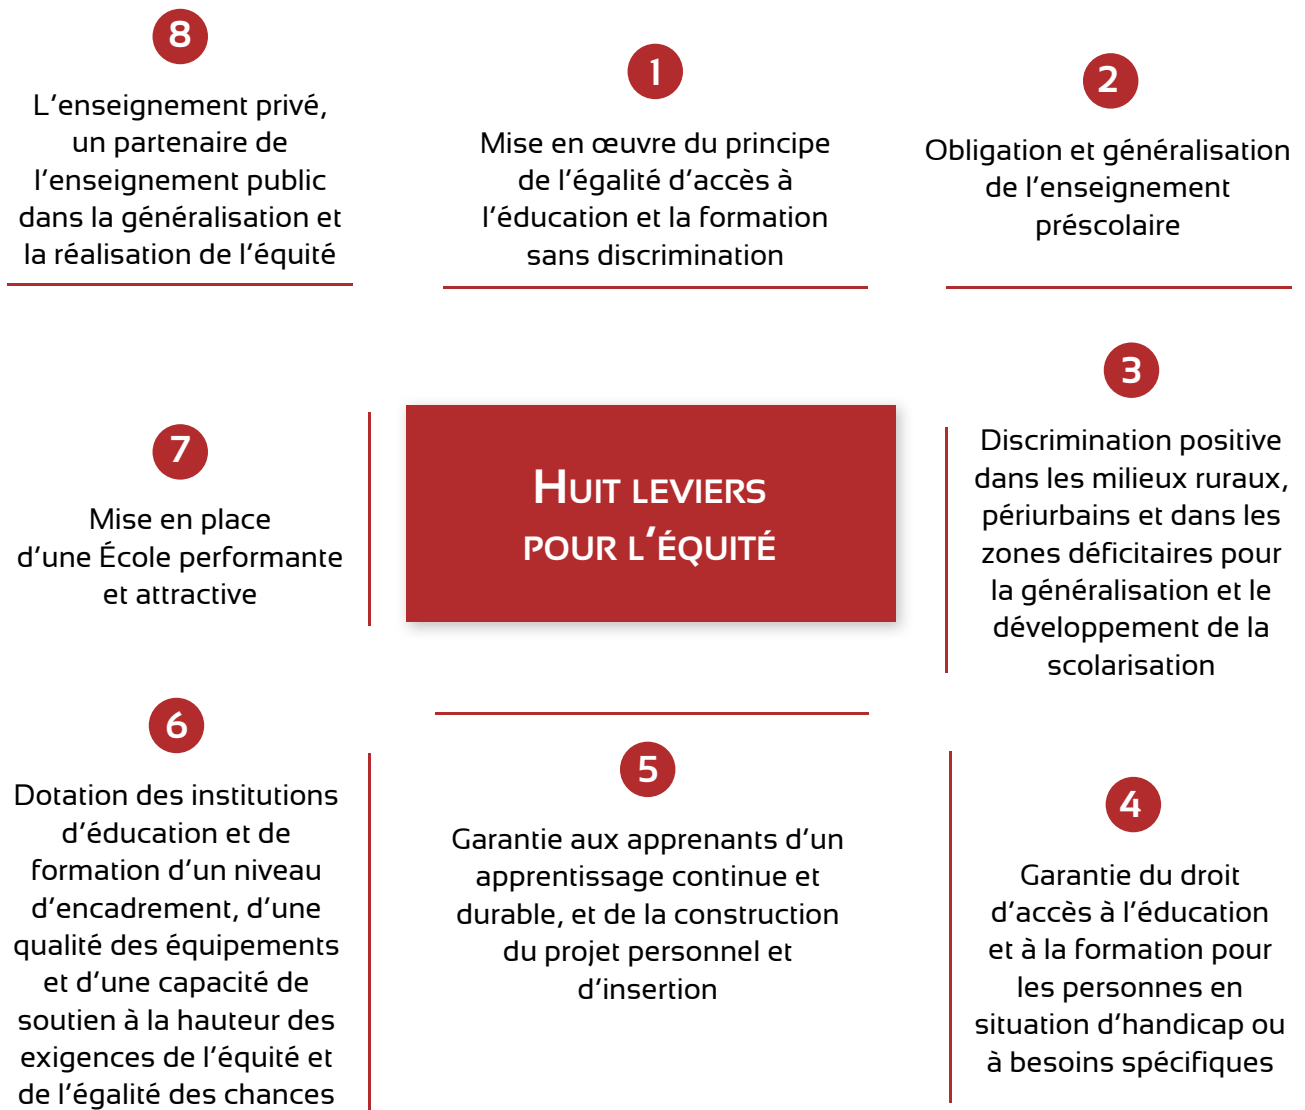 8
L'enseignement privé,
un partenaire de
l'enseignement public
dans la généralisation et
la réalisation de l'équité
1
Mise en œuvre du principe
de l'égalité d'accès à
l'éducation et la formation
sans discrimination
2
Obligation et généralisation
de l'enseignement
préscolaire
3
Discrimination positive
dans les milieux ruraux,
périurbains et dans les
zones déficitaires pour
la généralisation et le
développement de la
scolarisation
7
Mise en place
d'une École performante
et attractive
HUIT LEVIERS
POUR L'ÉQUITÉ
6
Dotation des institutions
d'éducation et de
formation d'un niveau
d'encadrement, d'une
qualité des équipements
et d'une capacité de
soutien à la hauteur des
exigences de l'équité et
de l'égalité des chances
5
Garantie aux apprenants d'un
apprentissage continue et
durable, et de la construction
du projet personnel et
d'insertion
4
Garantie du droit
d'accès à l'éducation
et à la formation pour
les personnes en
situation d'handicap ou
à besoins spécifiques